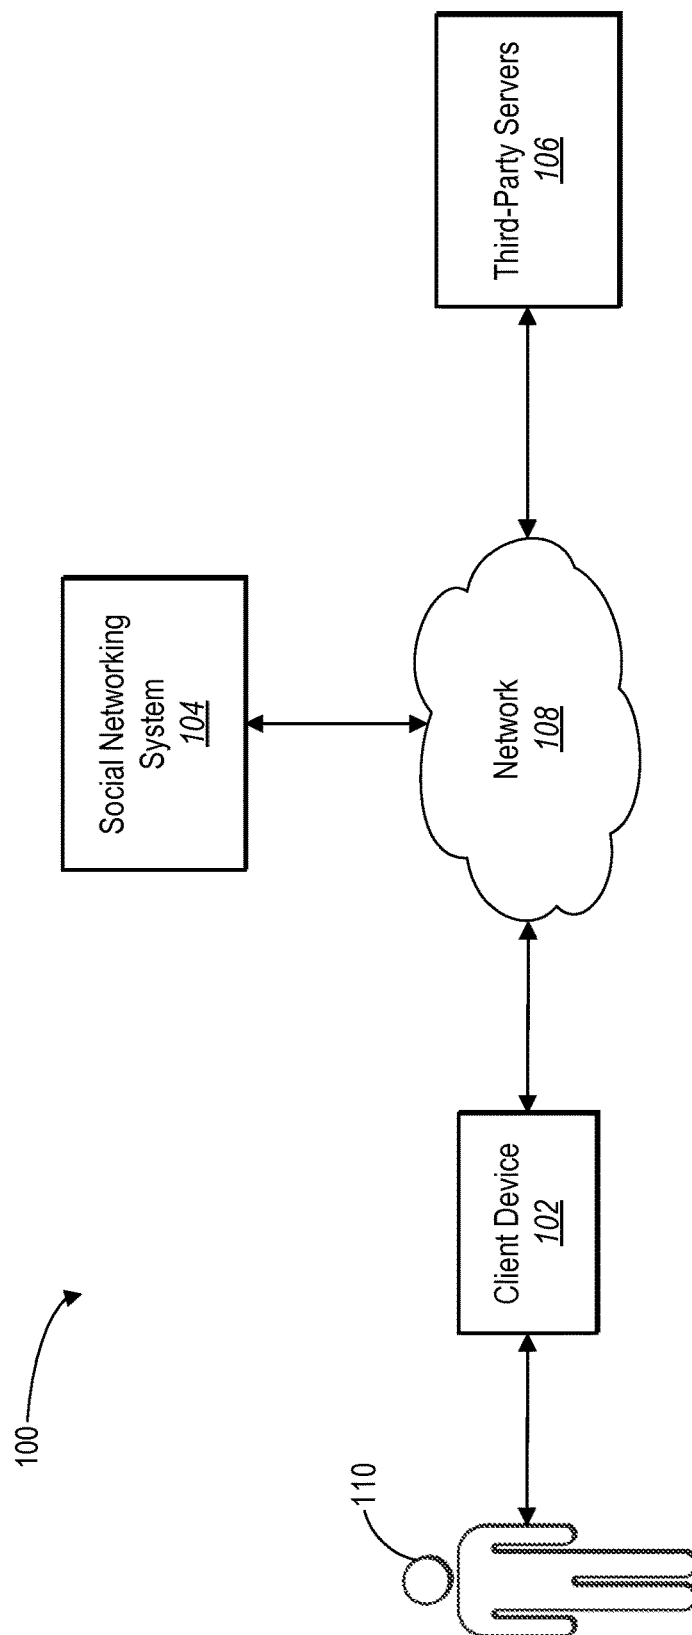 100
Social Networking
System
104
110
Client Device
102
Network
108
Third-Party Servers
106